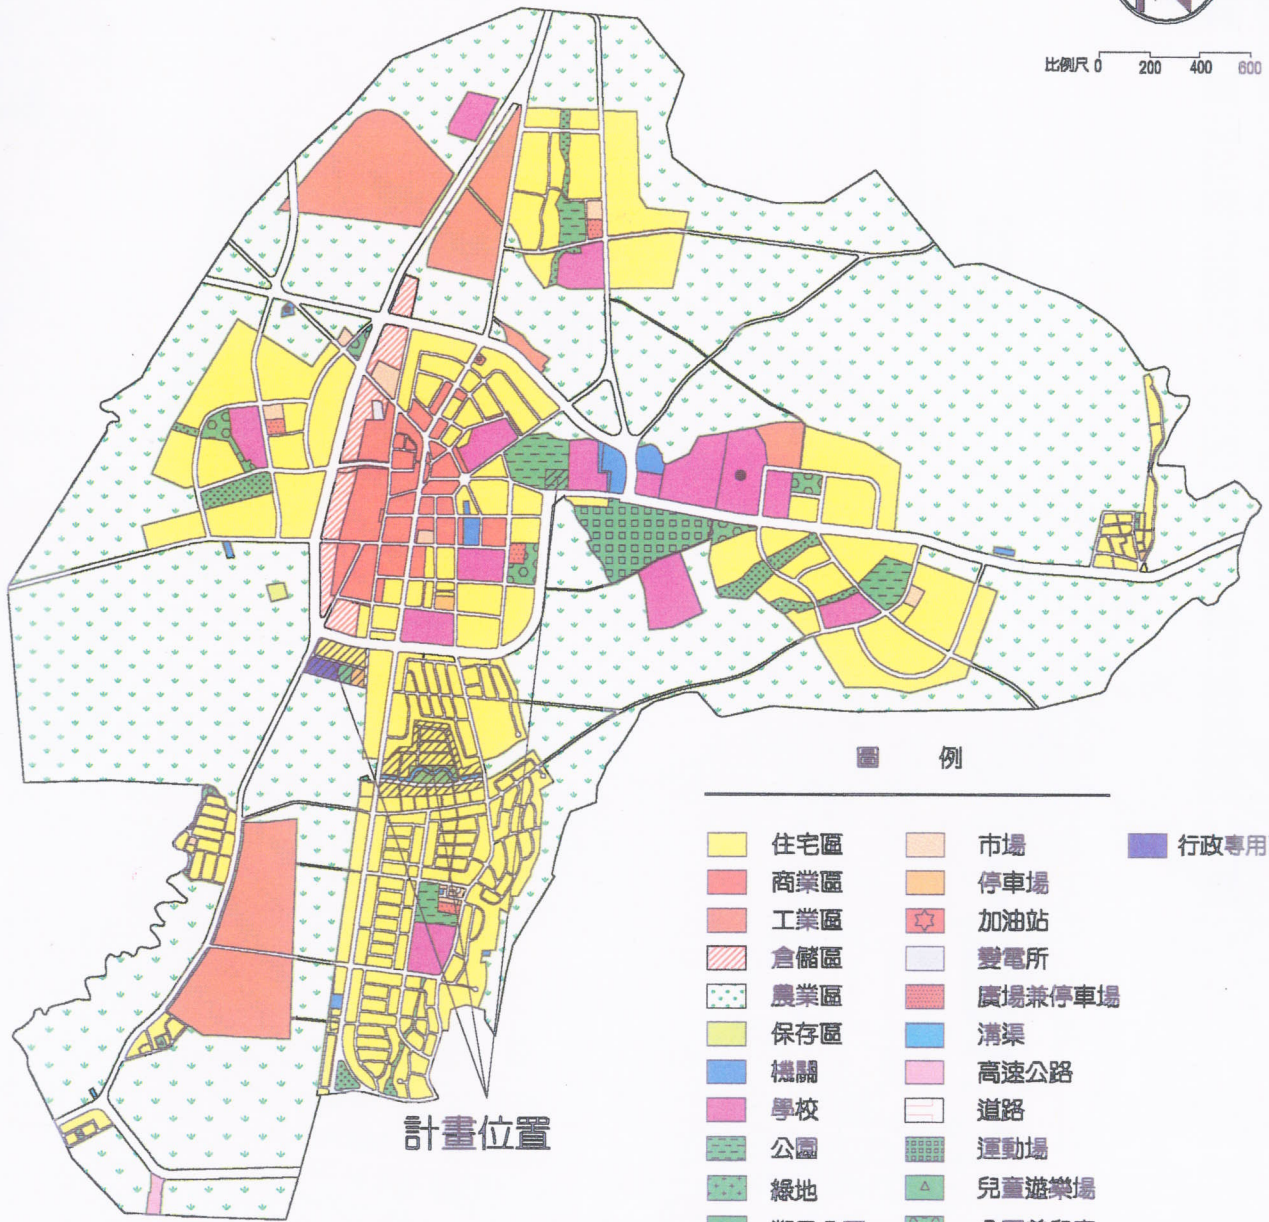 比例尺 0 200 400 600
計畫位置
圖 例
住宅區 市場 行政專用
商業區 停車場
工業區 加油站
倉儲區 變電所
農業區 廣場兼停車場
保存區 溝渠
機關 高速公路
學校 道路
公園 運動場
綠地 兒童遊樂場